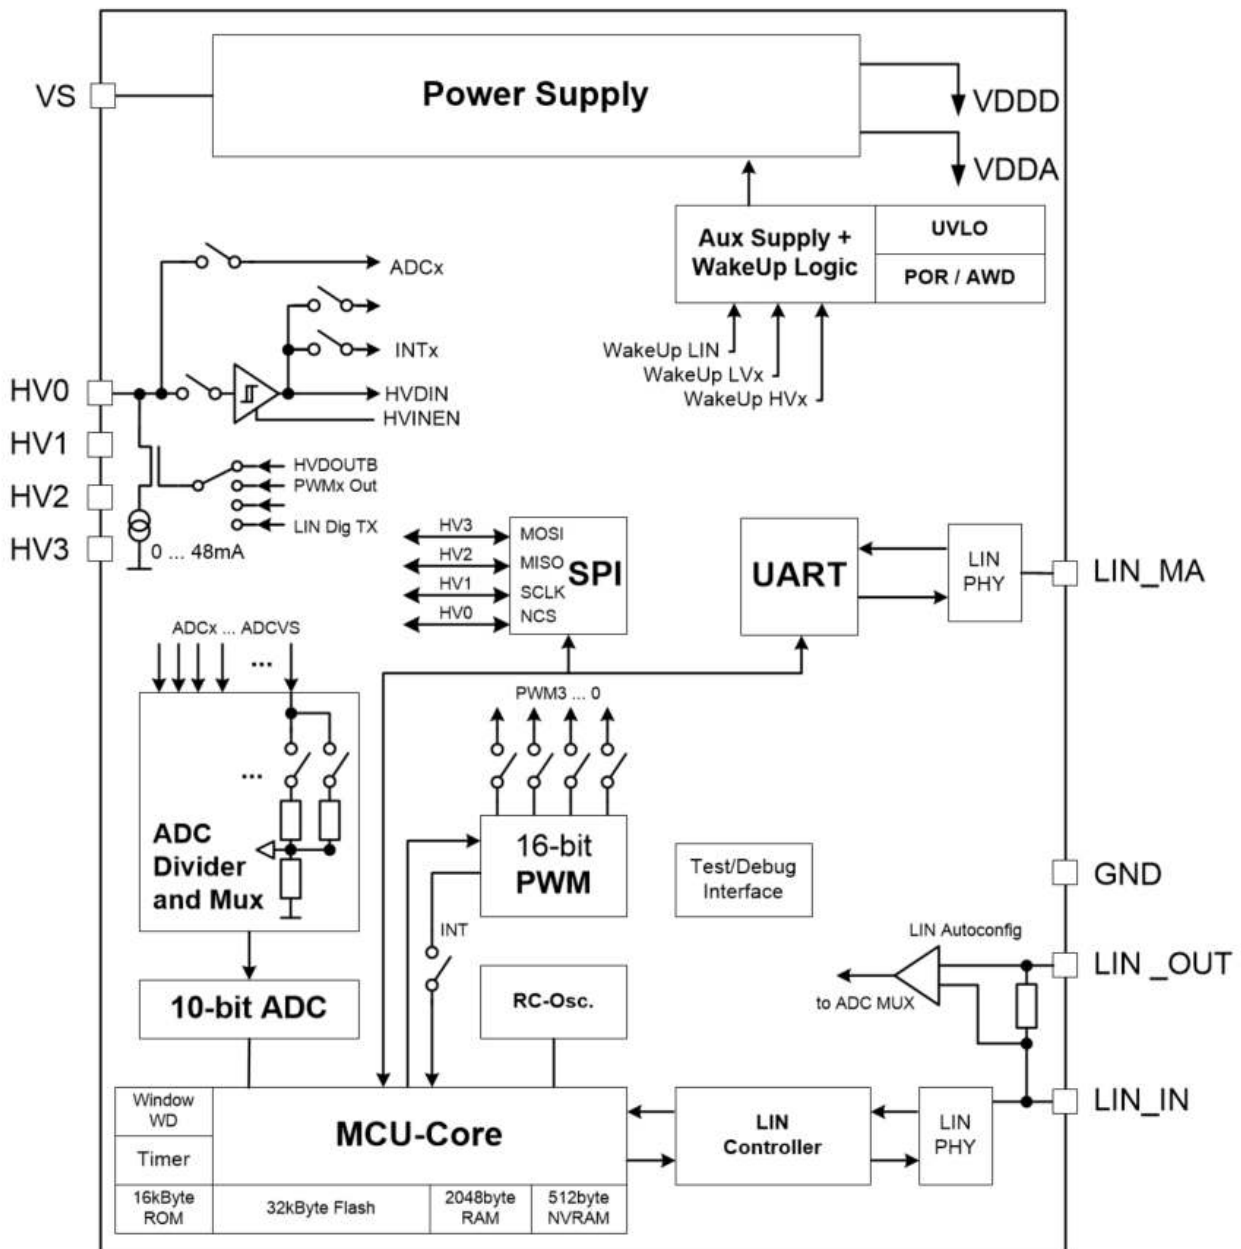 VS
Power Supply
VDDD
VDDA
Aux Supply +
WakeUp Logic
UVLO
POR / AWD
WakeUp LIN
WakeUp LVx
WakeUp HVx
ADCx
INTx
HVDIN
HVINEN
HV0
HV1
HV2
HV3
HVDOUTB
PWMx Out
LIN Dig TX
0 ... 48mA
HV3
HV2
HV1
HV0
MOSI
MISO
SCLK
NCS
SPI
UART
LIN
PHY
LIN_MA
ADCx ... ADCVS
...
...
ADC
Divider
and Mux
PWM3 ... 0
16-bit
PWM
INT
Test/Debug
Interface
GND
LIN Autoconfig
to ADC MUX
LIN _OUT
10-bit ADC
RC-Osc.
Window
WD
Timer
MCU-Core
16kByte
ROM
32kByte Flash
2048byte
RAM
512byte
NVRAM
LIN
Controller
LIN
PHY
LIN_IN